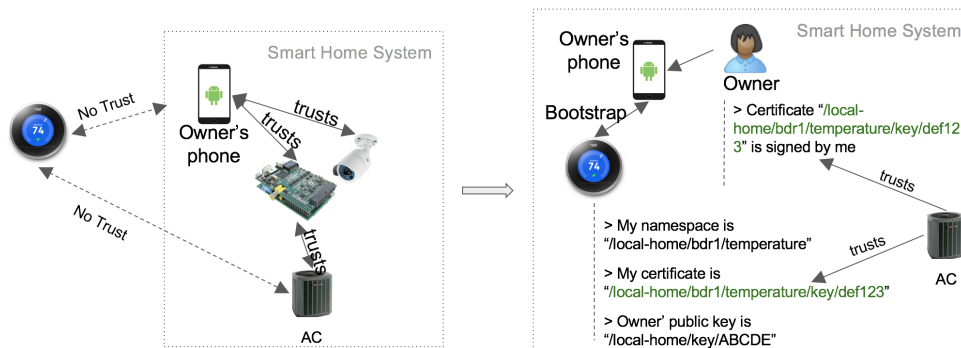 Smart Home System
No Trust
nest
74
Owner's
phone
trusts
trusts
No Trust
trusts
AC
Smart Home System
Owner's
phone
Owner
Bootstrap
> Certificate “/local-
home/bdr1/temperature/key/def12
3” is signed by me
74
trusts
> My namespace is
“/local-home/bdr1/temperature”
trusts
> My certificate is
“/local-home/bdr1/temperature/key/def123”
AC
> Owner’ public key is
“/local-home/key/ABCDE”